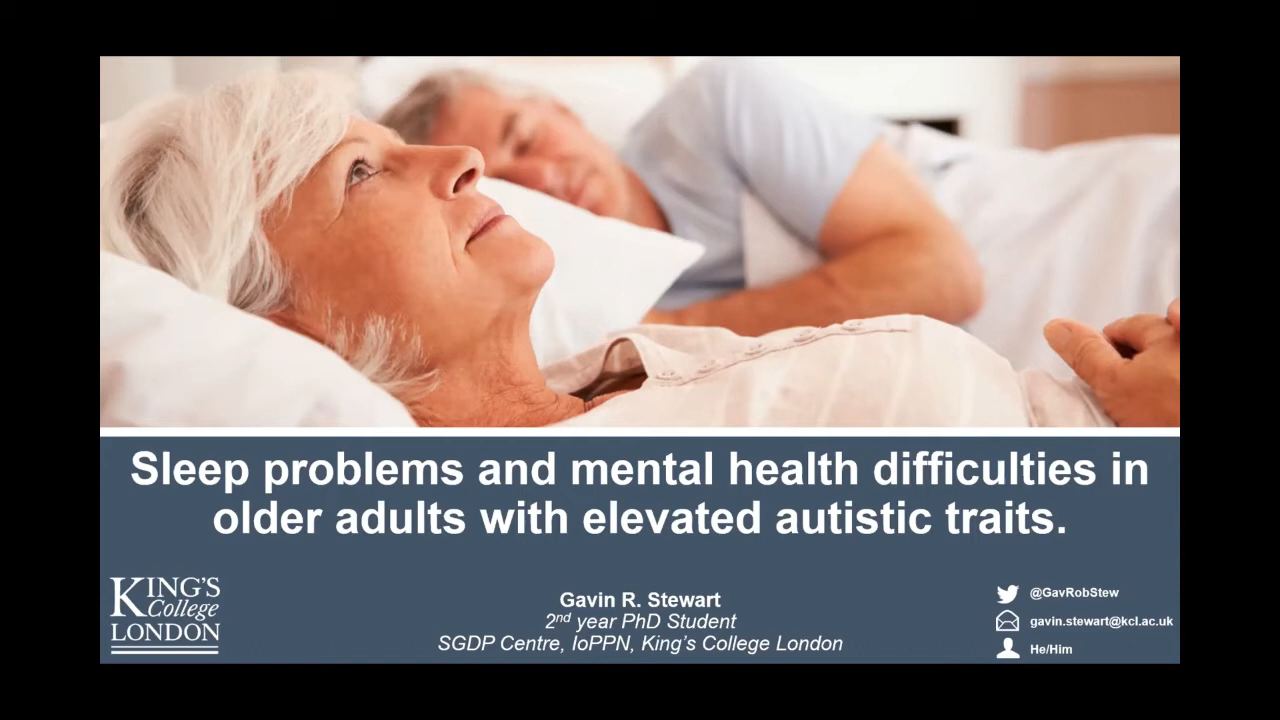 Sleep problems and mental health difficulties in
older adults with elevated autistic traits.
KING'S
College
LONDON
Gavin R. Stewart
2nd year PhD Student
SGDP Centre, IoPPN, King's College London
@GavRobStew
gavin.stewart@kcl.ac.uk
He/Him